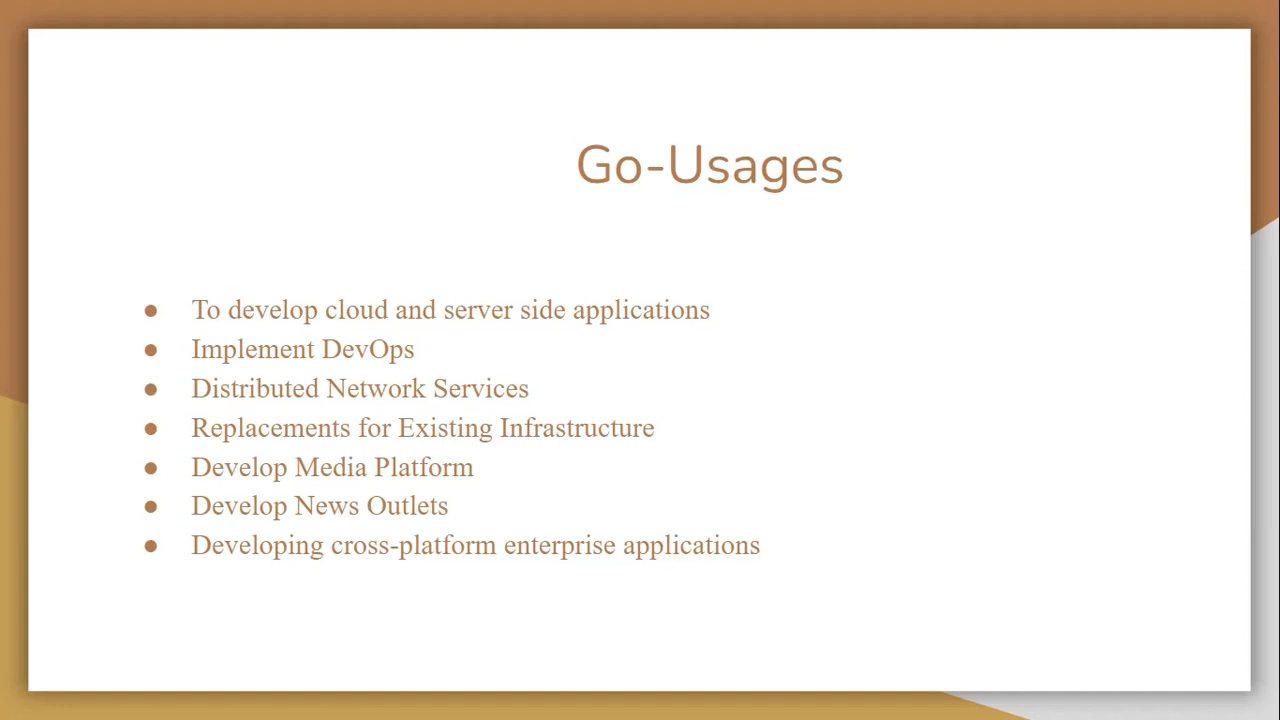 Go-Usages
● To develop cloud and server side applications
● Implement DevOps
● Distributed Network Services
● Replacements for Existing Infrastructure
● Develop Media Platform
● Develop News Outlets
● Developing cross-platform enterprise applications